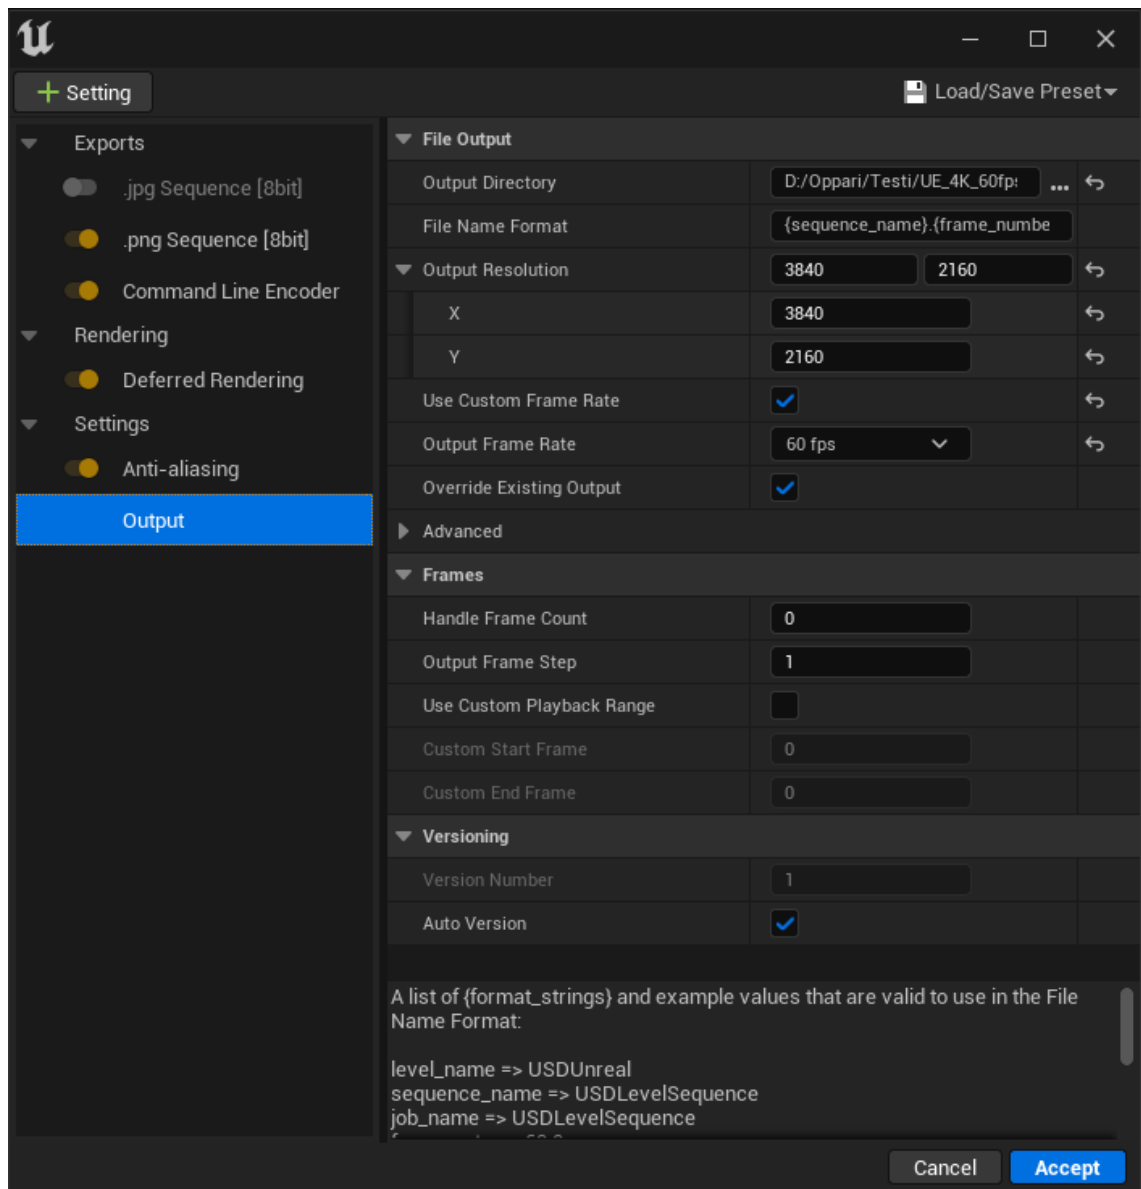 Setting
Load/Save Preset
Exports
.jpg Sequence [8bit]
.png Sequence [8bit]
Command Line Encoder
Rendering
Deferred Rendering
Settings
Anti-aliasing
Output
File Output
Output Directory D:/Oppari/Testi/UE_4K_60fp
File Name Format {sequence_name}.{frame_numbe
Output Resolution 3840 2160
X 3840
Y 2160
Use Custom Frame Rate
Output Frame Rate 60 fps
Override Existing Output
Advanced
Frames
Handle Frame Count 0
Output Frame Step 1
Use Custom Playback Range
Custom Start Frame 0
Custom End Frame 0
Versioning
Version Number 1
Auto Version
A list of {format_strings} and example values that are valid to use in the File
Name Format:
level_name => USDUnreal
sequence_name => USDLevelSequence
job_name => USDLevelSequence
Cancel Accept